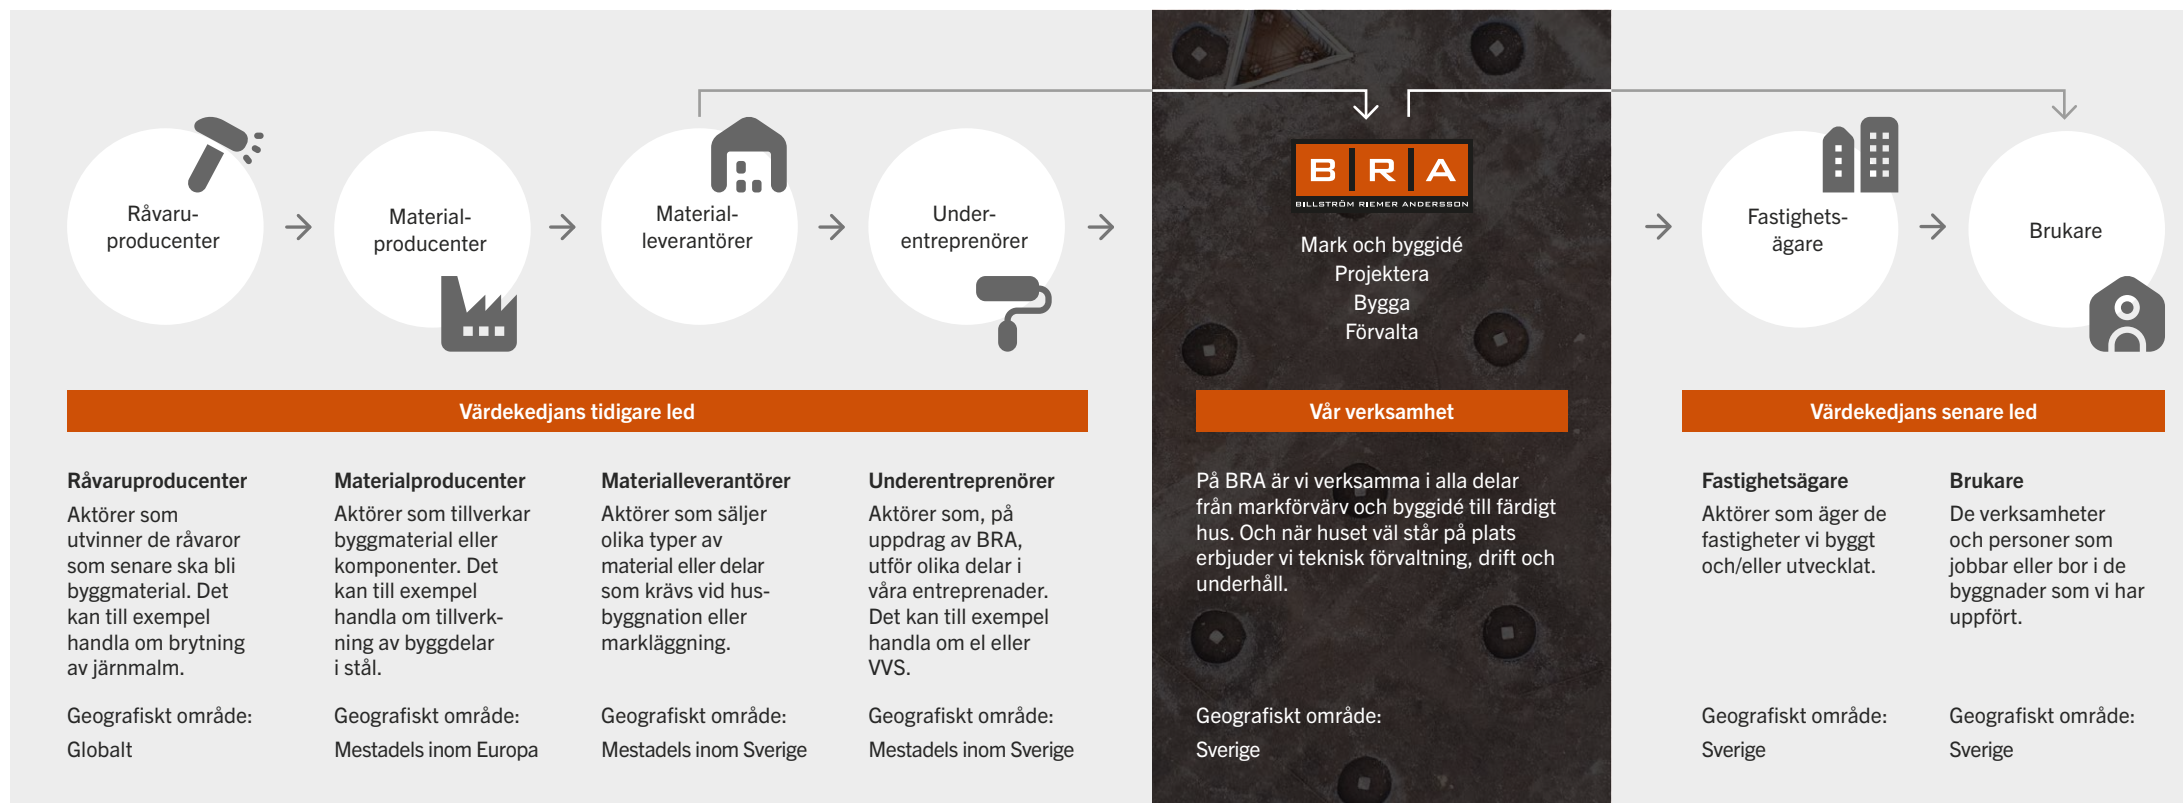 Råvaru-
producenter
Material-
producenter
Material-
leverantörer
Under-
entreprenörer
B|R|A
BILLSTRÖM RIEMER ANDERSSON
Mark och byggidé
Projektera
Bygga
Förvalta
Fastighets-
ägare
Brukare
Värdekedjans tidigare led
Vår verksamhet
Värdekedjans senare led
Råvaruproducenter
Aktörer som
utvinner de råvaror
som senare ska bli
byggmaterial. Det
kan till exempel
handla om brytning
av järnmalm.
Geografiskt område:
Globalt
Materialproducenter
Aktörer som tillverkar
byggmaterial eller
komponenter. Det
kan till exempel
handla om tillverk-
ning av byggdelar
i stål.
Geografiskt område:
Mestadels inom Europa
Materialleverantörer
Aktörer som säljer
olika typer av
material eller delar
som krävs vid hus-
byggnation eller
markläggning.
Geografiskt område:
Mestadels inom Sverige
Underentreprenörer
Aktörer som, på
uppdrag av BRA,
utför olika delar i
våra entreprenader.
Det kan till exempel
handla om el eller
VVS.
Geografiskt område:
Mestadels inom Sverige
På BRA är vi verksamma i alla delar
från markförvärv och byggidé till färdigt
hus. Och när huset väl står på plats
erbjuder vi teknisk förvaltning, drift och
underhåll.
Geografiskt område:
Sverige
Fastighetsägare
Aktörer som äger de
fastigheter vi byggt
och/eller utvecklat.
Geografiskt område:
Sverige
Brukare
De verksamheter
och personer som
jobbar eller bor i de
byggnader som vi har
uppfört.
Geografiskt område:
Sverige